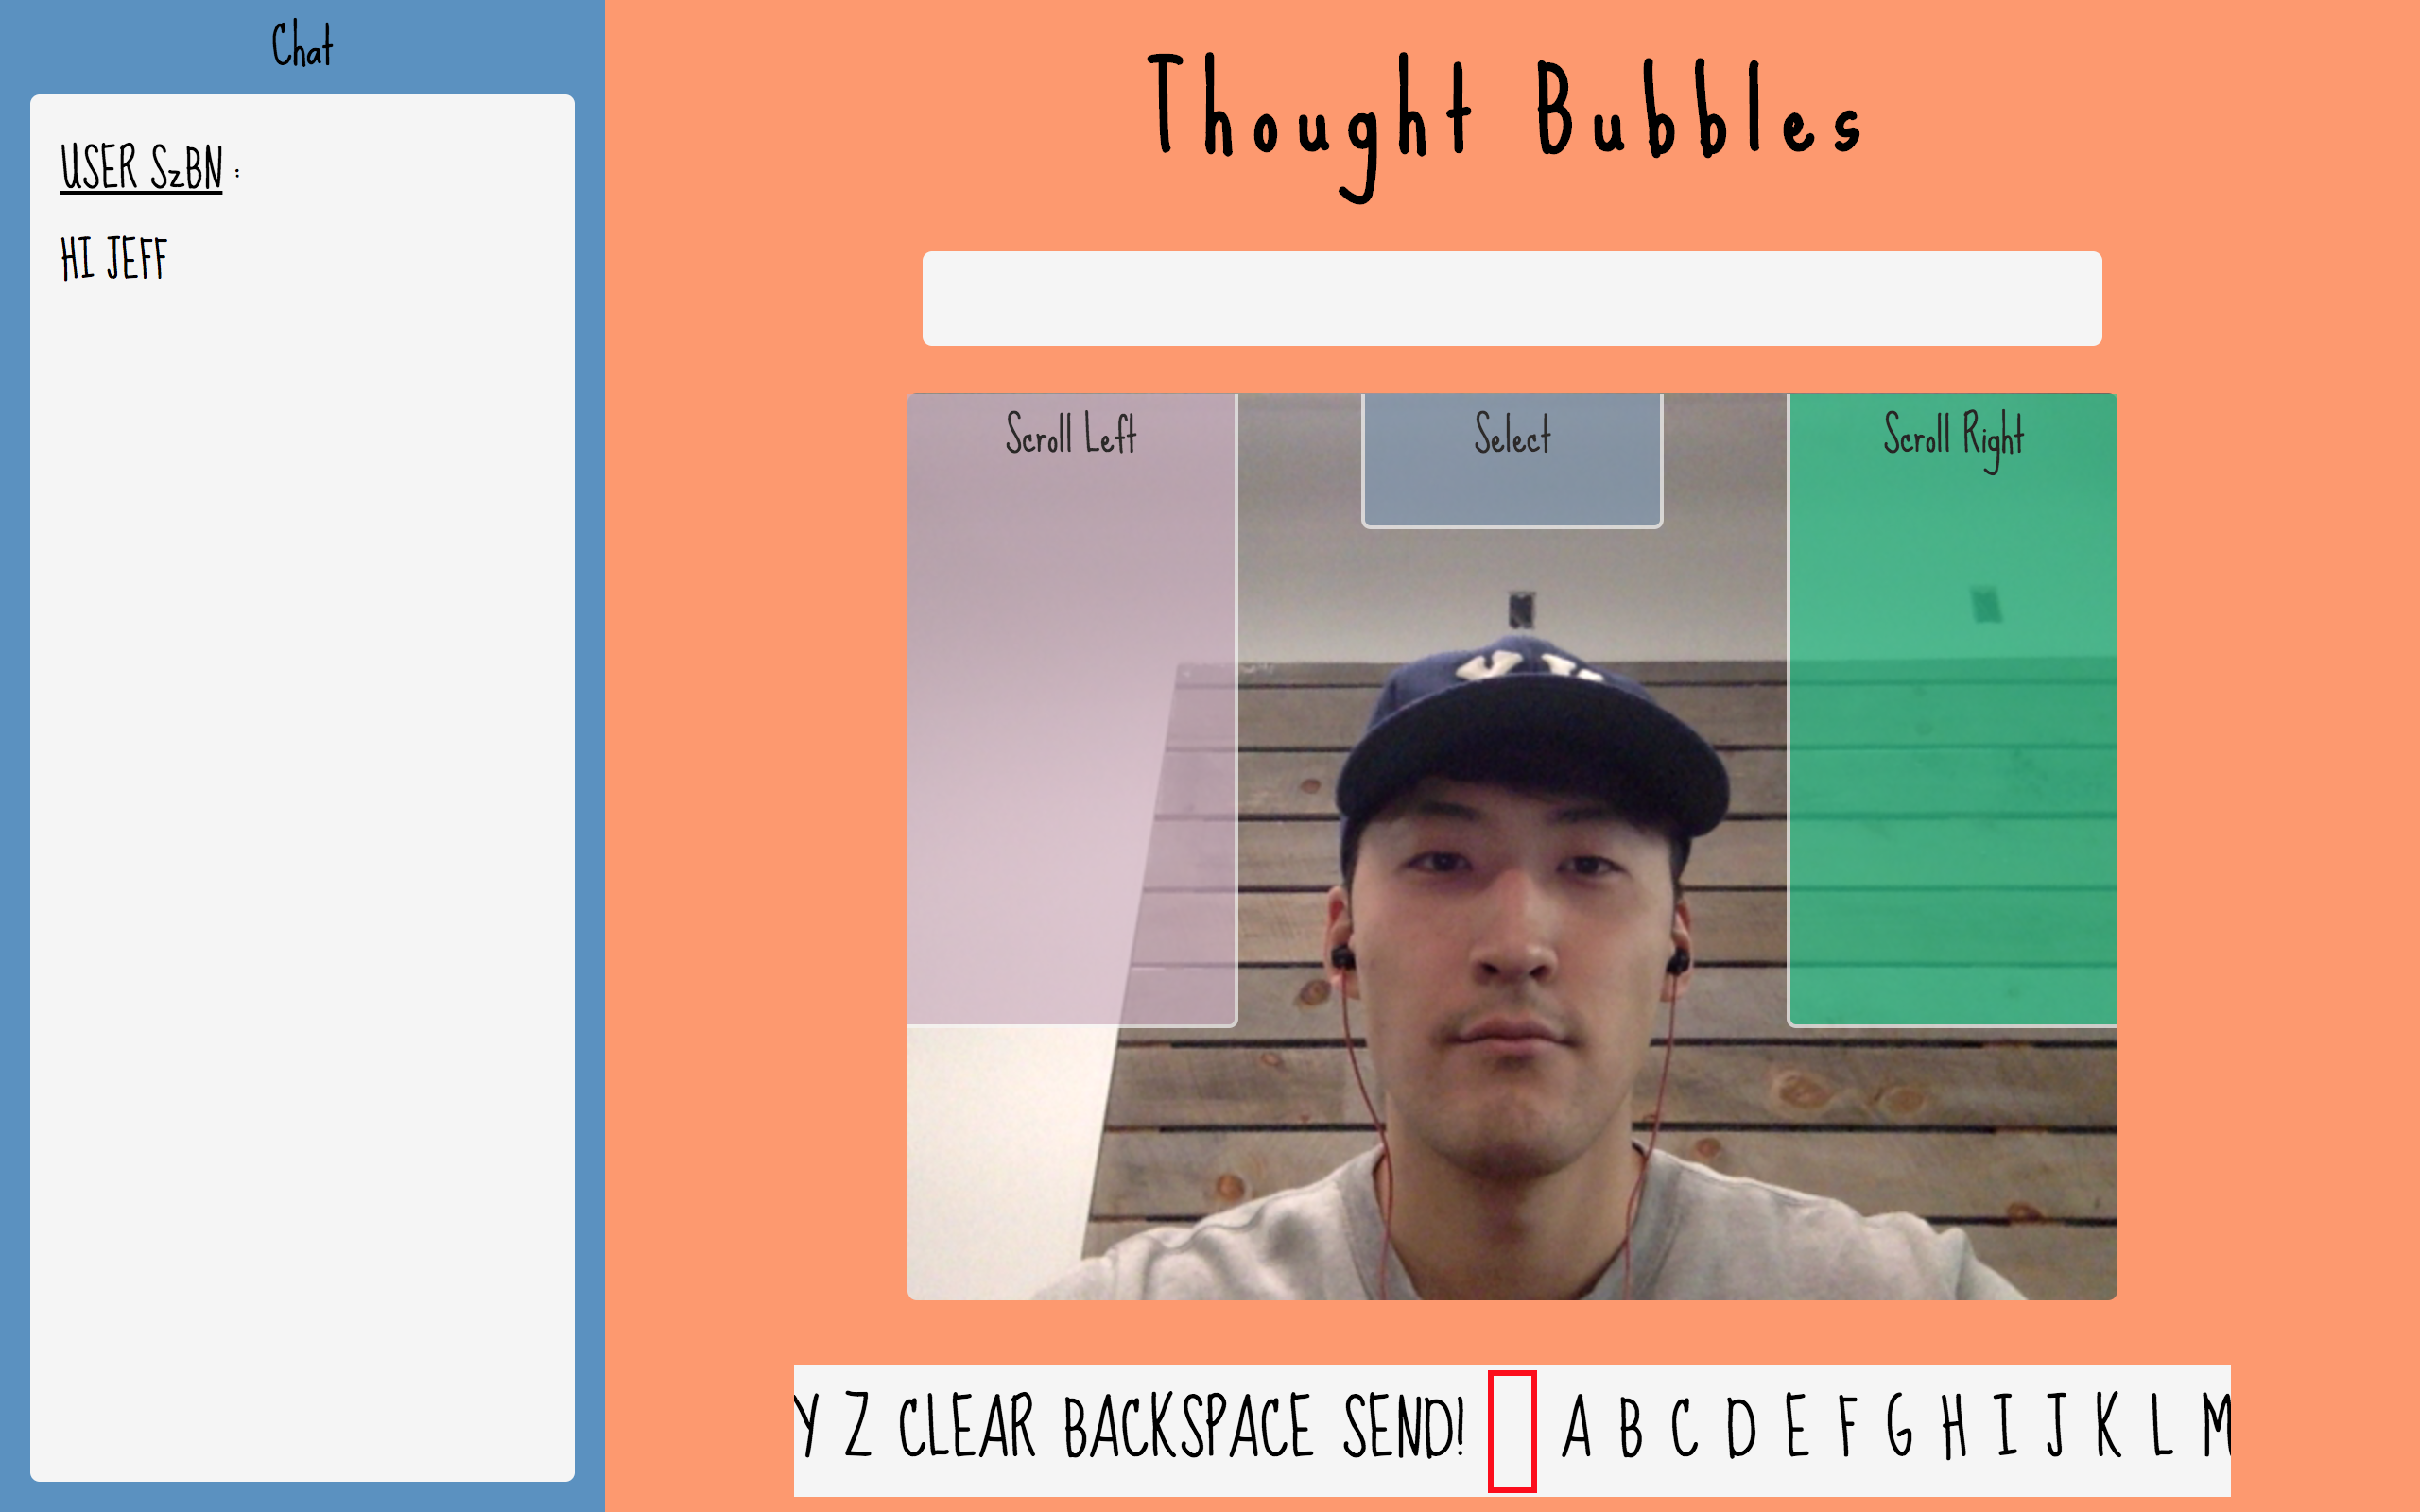 Chat
USER SzBN :
HI JEFF
Thought Bubbles
Scroll Left
Select
Scroll Right
Y Z CLEAR BACKSPACE SEND! A B C D E F G H I J K L M